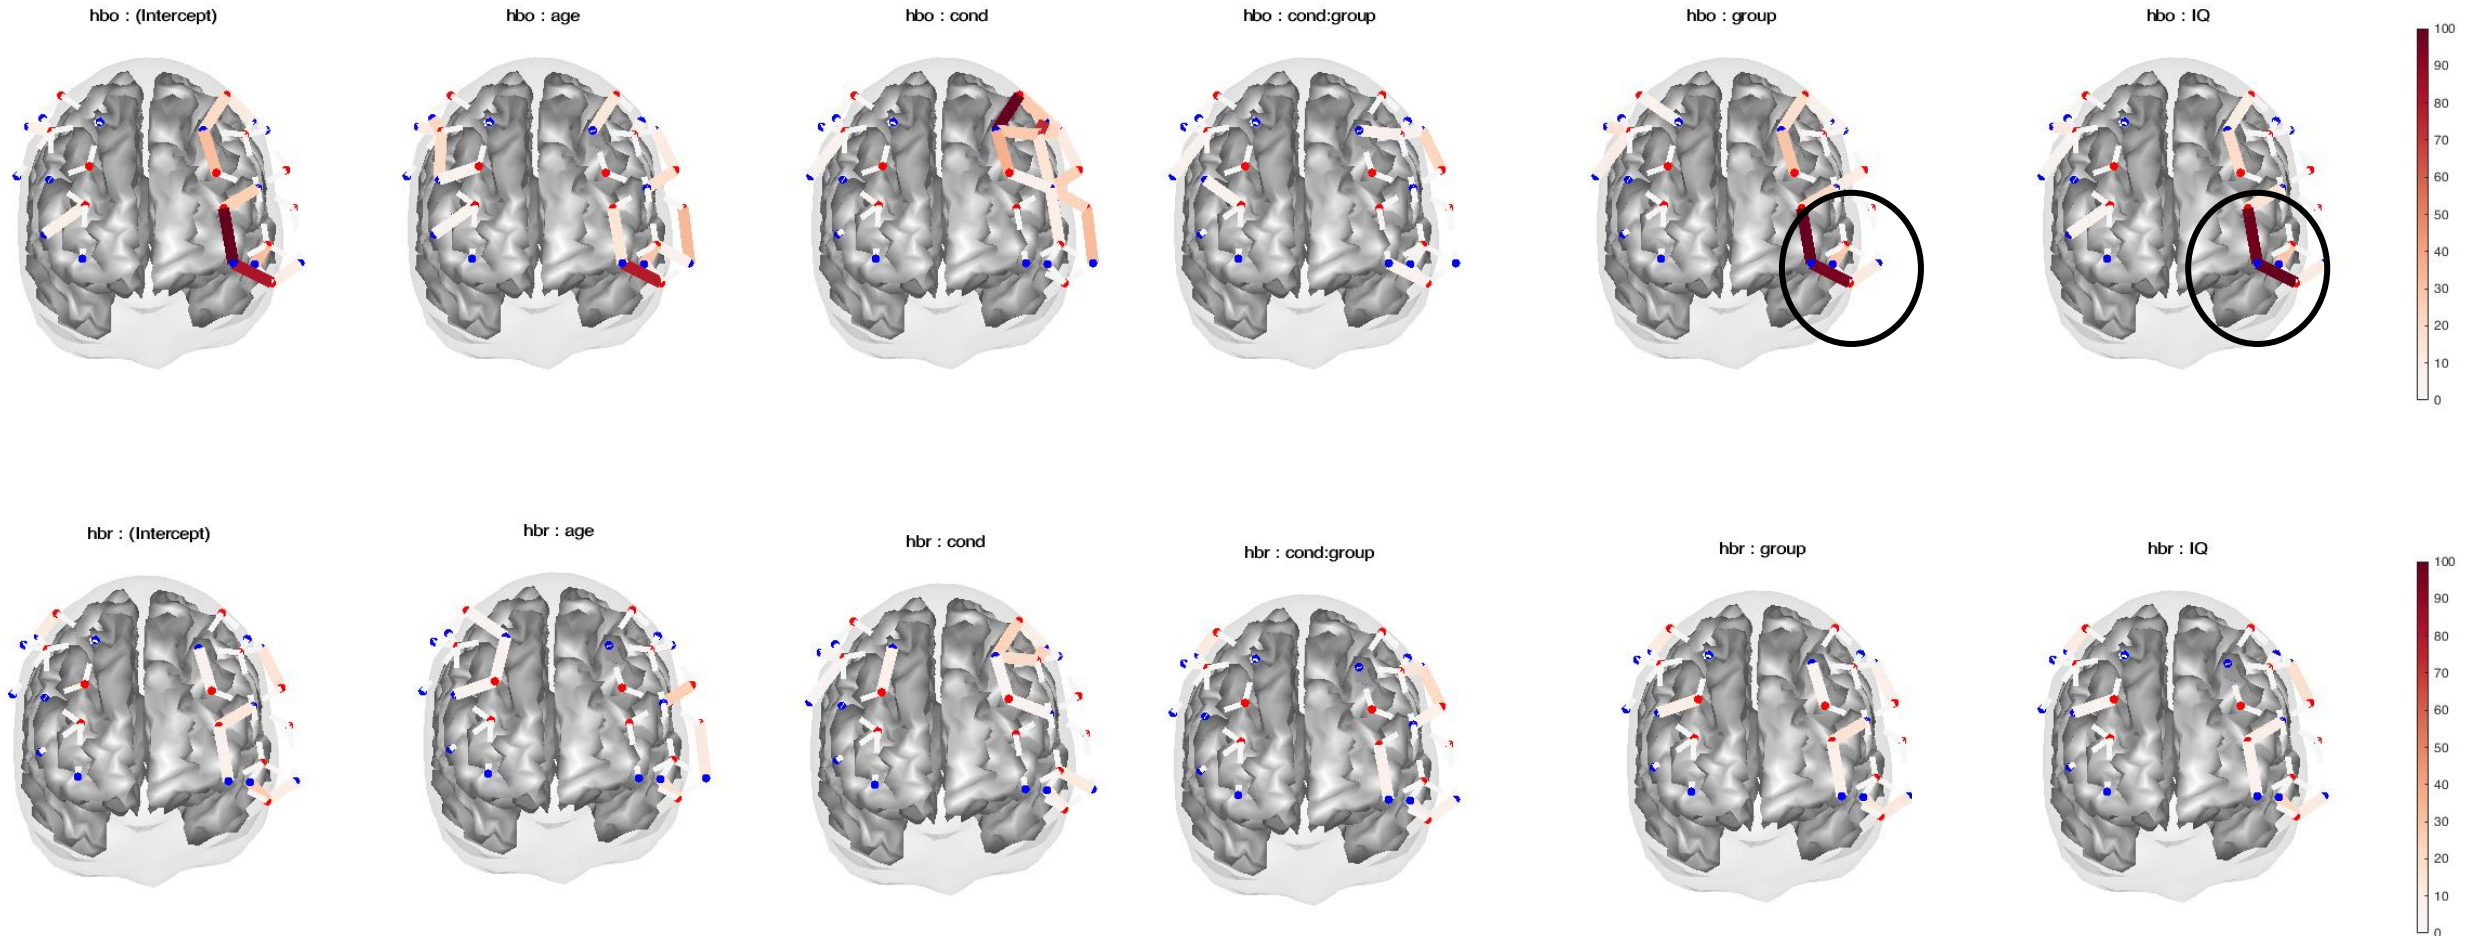 hbo : (Intercept)
hbo : age
hbo : cond
hbo : cond:group
hbo : group
hbo : IQ
100
90
80
70
60
50
40
30
20
10
0
hbr : (Intercept)
hbr : age
hbr : cond
hbr : cond:group
hbr : group
hbr : IQ
100
90
80
70
60
50
40
30
20
10
0